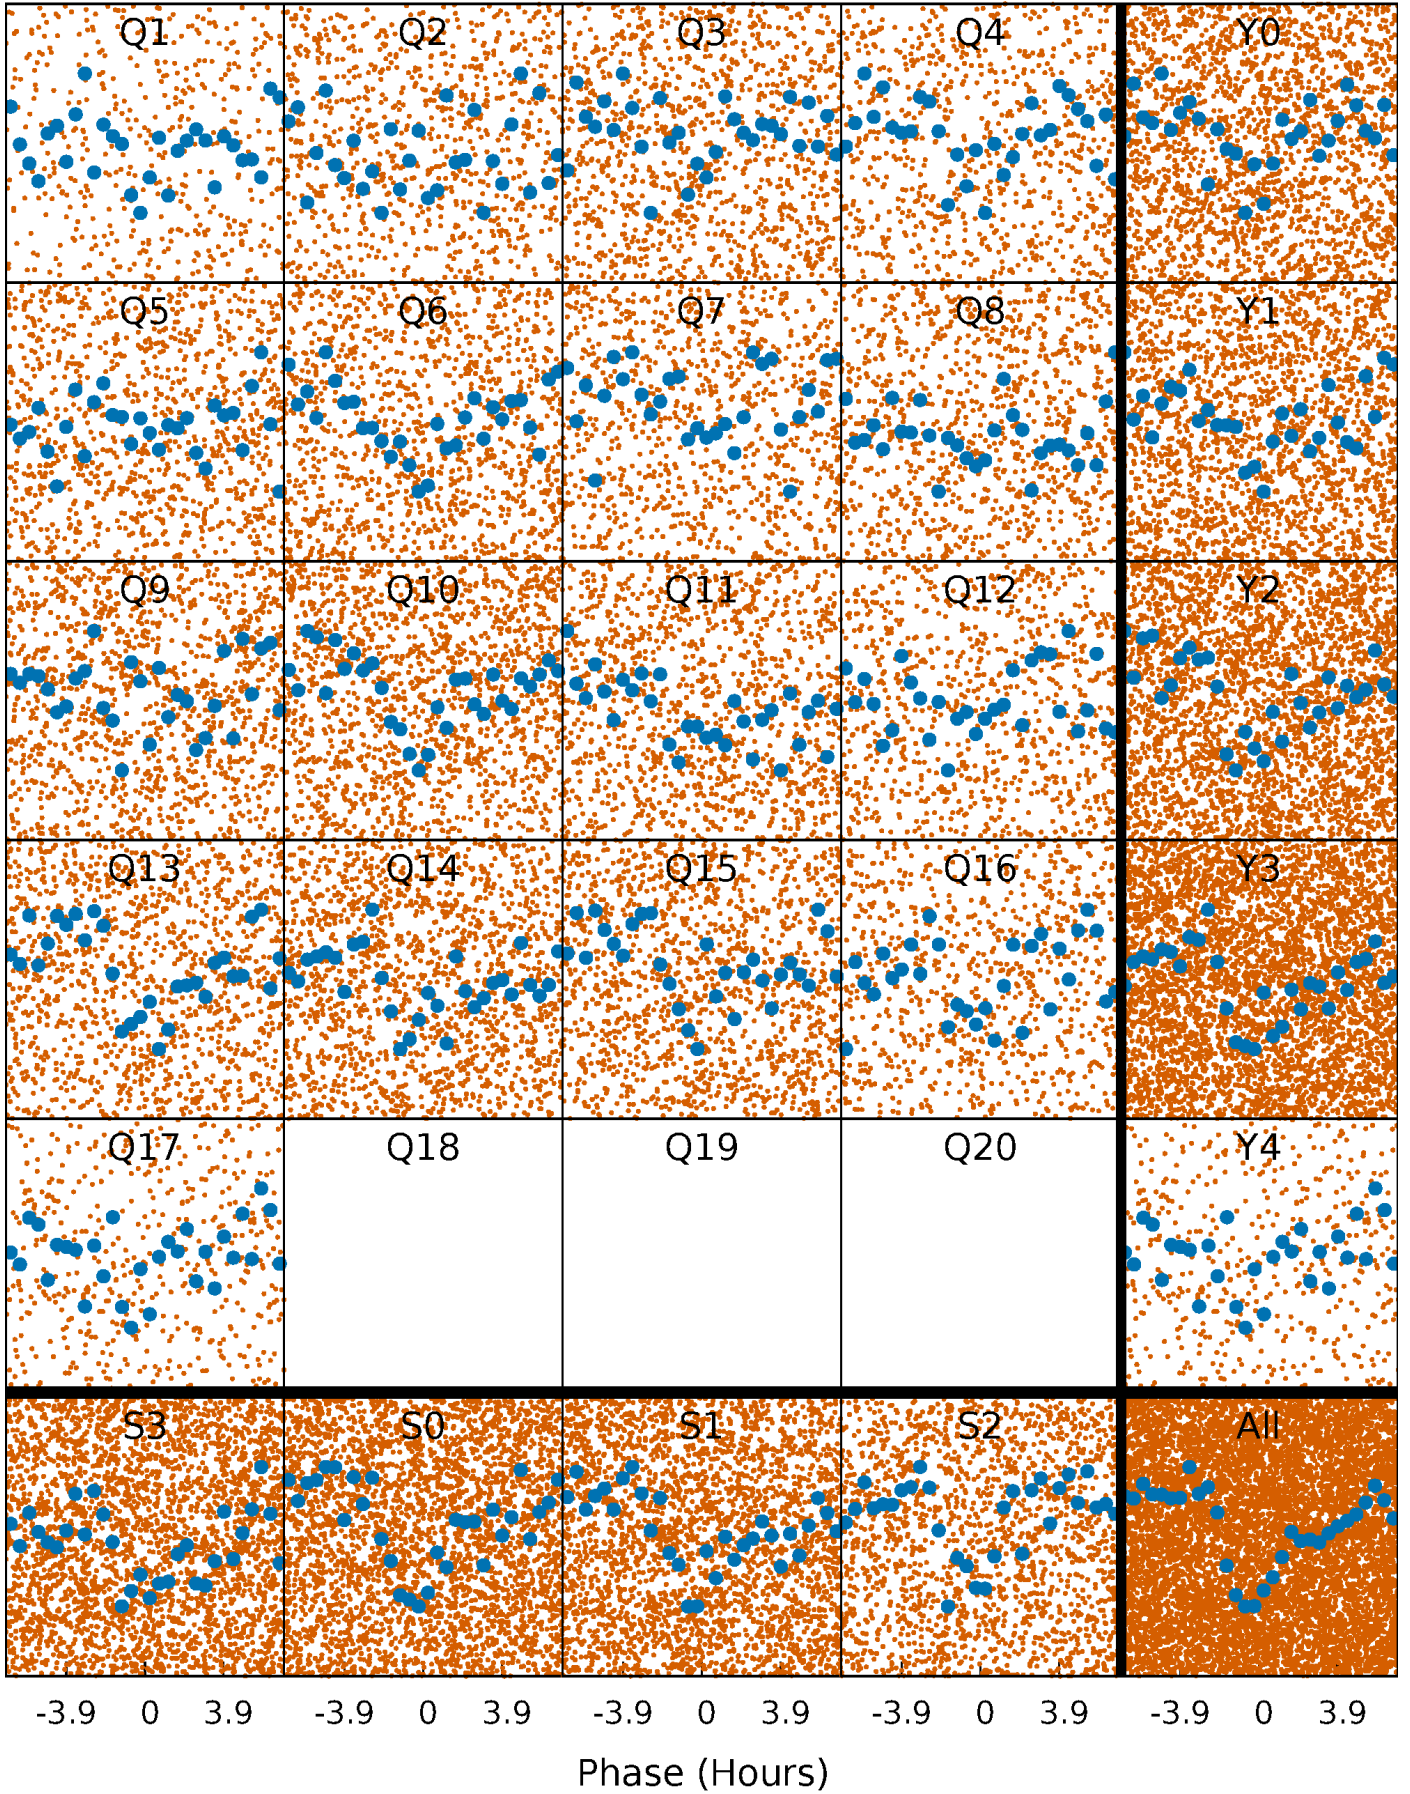 Q1 Q2 Q3 Q4 Y0
Q5 Q6 Q7 Q8 Y1
Q9 Q10 Q11 Q12 Y2
Q13 Q14 Q15 Q16 Y3
Q17 Q18 Q19 Q20 Y4
S3 S0 S1 S2 All
-3.9 0 3.9 -3.9 0 3.9 -3.9 0 3.9 -3.9 0 3.9 -3.9 0 3.9
Phase (Hours)